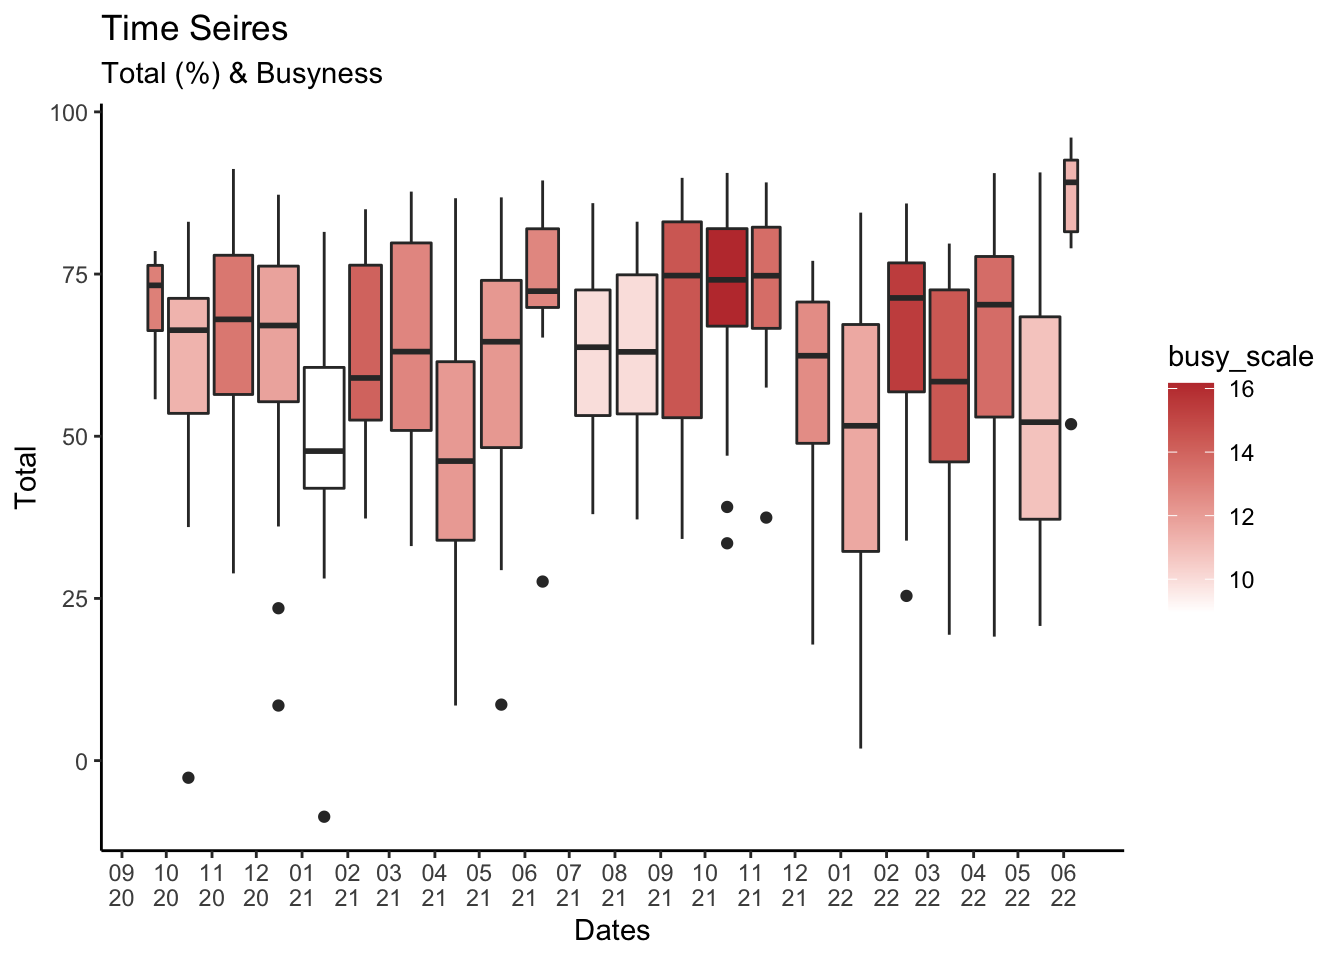 Time Seires
Total (%) & Busyness
100
75
50
25
0
Total
09 10 11 12 01 02 03 04 05 06 07 08 09 10 11 12 01 02 03 04 05 06
20 20 20 20 21 21 21 21 21 21 21 21 21 21 21 21 22 22 22 22 22 22
Dates
busy_scale
16
14
12
10